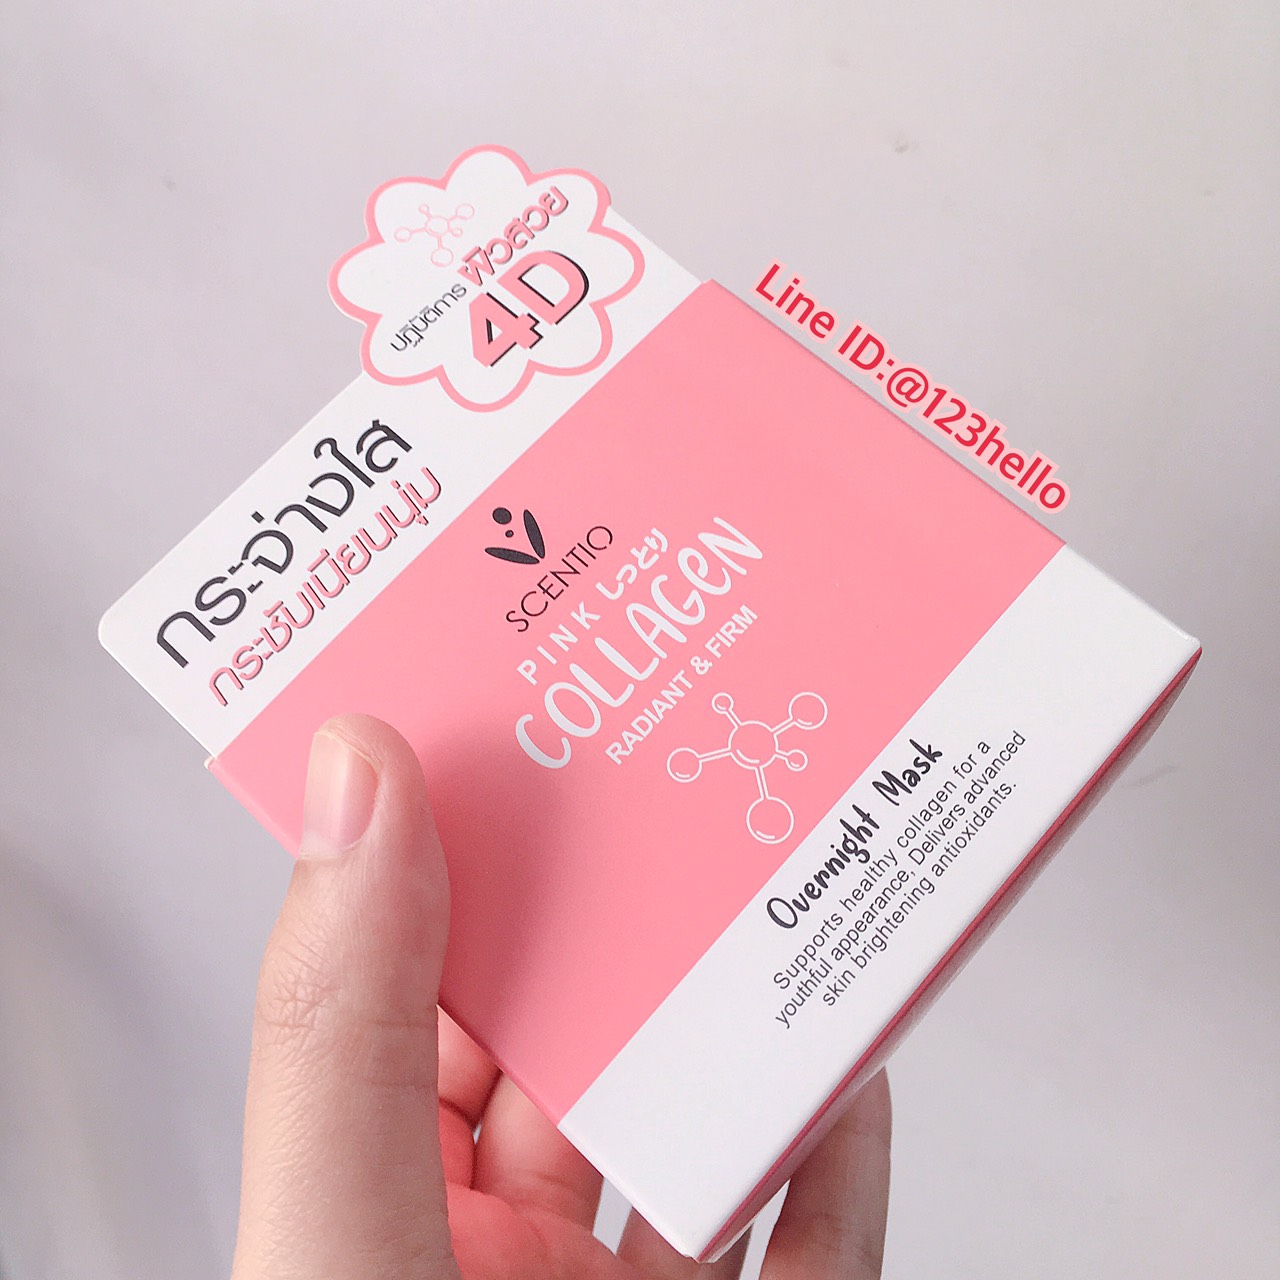 ปฏิบัติการ ผิวสวย
4D
กระจ่างใส
กระชับเนียนนุ่ม
Line ID:@123hello
SCENTIO
PINK しっとり
COLLAGEN
RADIANT & FIRM
Overnight Mask
Supports healthy collagen for a
youthful appearance, Delivers advanced
skin brightening antioxidants.